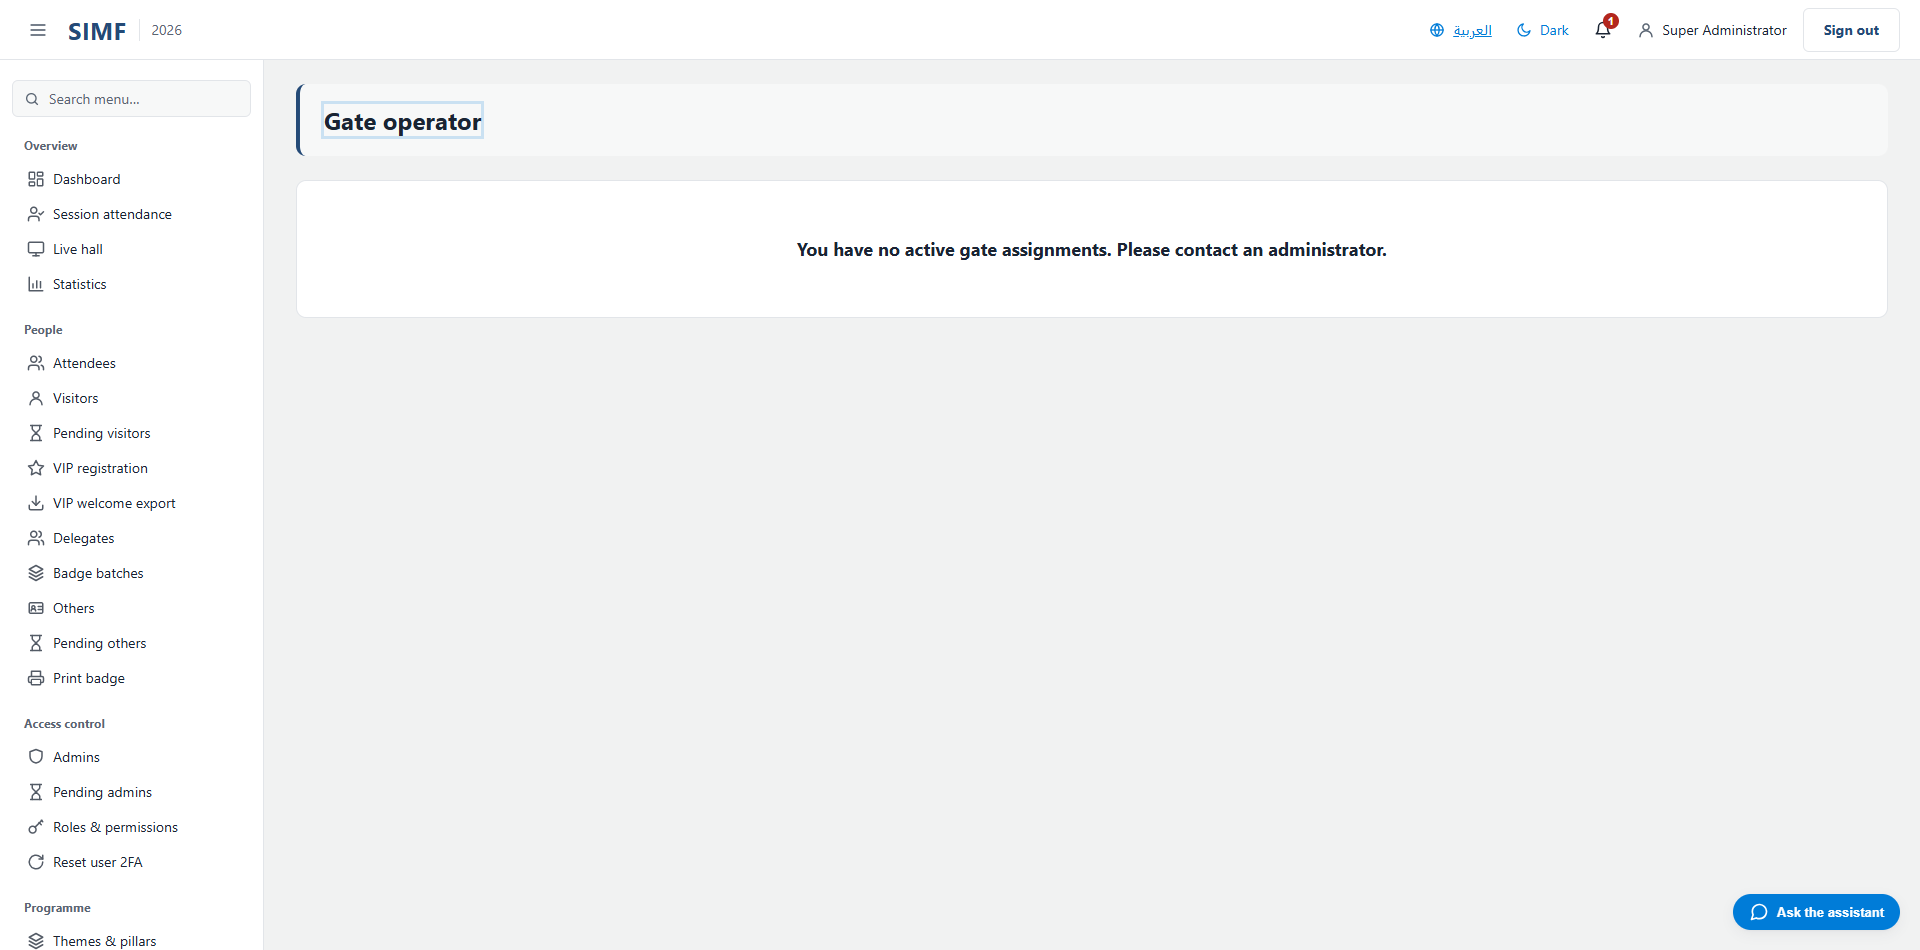 SIMF
2026
العربية
Dark
1
Super Administrator
Sign out
Search menu...
Overview
Dashboard
Session attendance
Live hall
Statistics
People
Attendees
Visitors
Pending visitors
VIP registration
VIP welcome export
Delegates
Badge batches
Others
Pending others
Print badge
Access control
Admins
Pending admins
Roles & permissions
Reset user 2FA
Programme
Themes & pillars
Gate operator
You have no active gate assignments. Please contact an administrator.
Ask the assistant